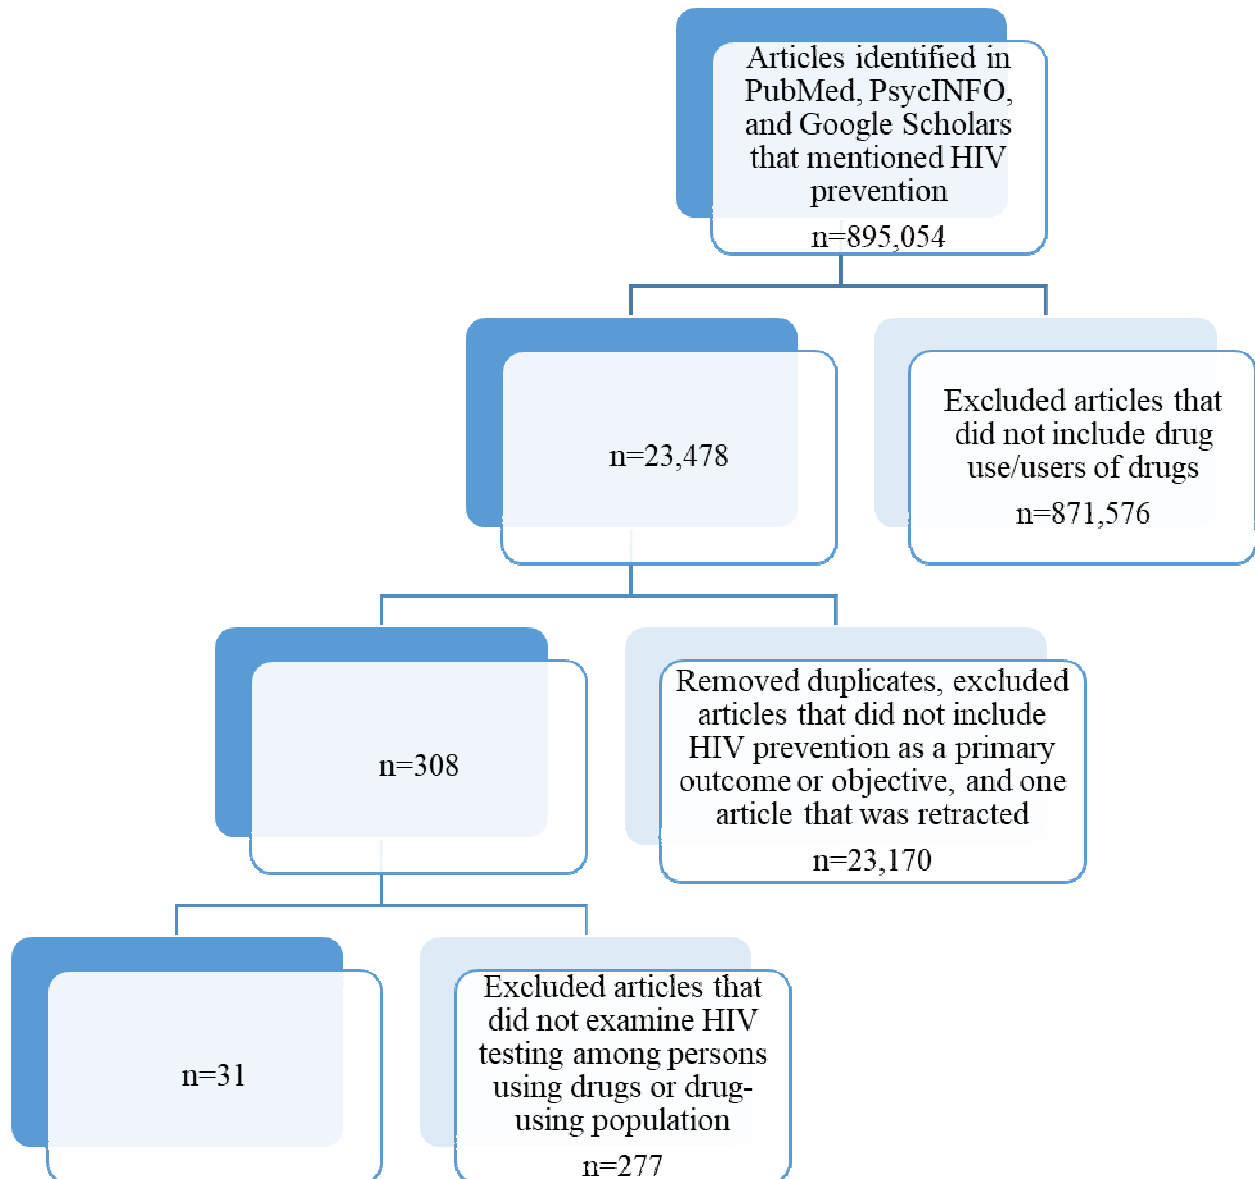 Articles identified in
PubMed, PsycINFO,
and Google Scholars
that mentioned HIV
prevention
n=895,054
n=23,478
Excluded articles that
did not include drug
use/users of drugs
n=871,576
n=308
Removed duplicates, excluded
articles that did not include
HIV prevention as a primary
outcome or objective, and one
article that was retracted
n=23,170
n=31
Excluded articles that
did not examine HIV
testing among persons
using drugs or drug-
using population
n=277